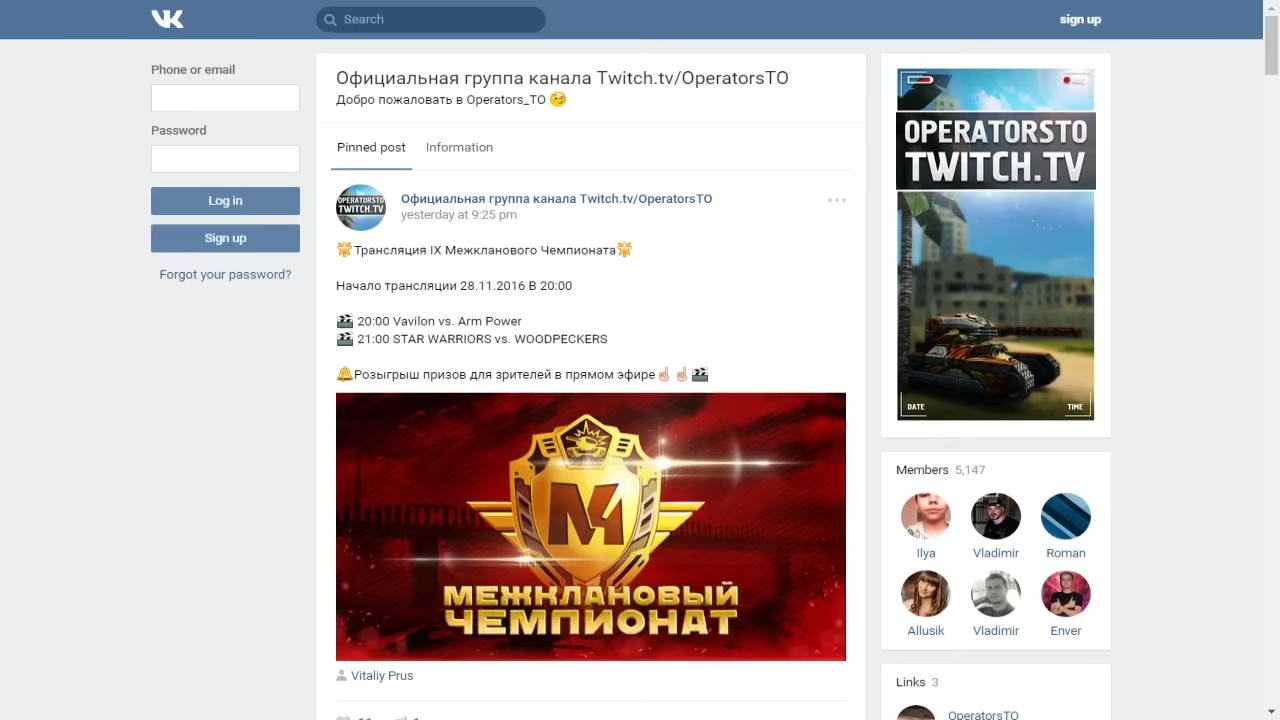 Search
sign up
Phone or email
Password
Log in
Sign up
Forgot your password?
Официальная группа канала Twitch.tv/OperatorsTO
Добро пожаловать в Operators_TO 😉
Pinned post
Information
OPERATORSTO
TWITCH.TV
Официальная группа канала Twitch.tv/OperatorsTO
yesterday at 9:25 pm
Трансляция IX Межкланового Чемпионата
Начало трансляции 28.11.2016 В 20:00
20:00 Vavilon vs. Arm Power
21:00 STAR WARRIORS vs. WOODPECKERS
Розыгрыш призов для зрителей в прямом эфире
МЧ
МЕЖКЛАНОВЫЙ
ЧЕМПИОНАТ
Vitaliy Prus
OPERATORSTO
TWITCH.TV
DATE
TIME
Members 5,147
Ilya
Vladimir
Roman
Allusik
Vladimir
Enver
Links 3
OperatorsTO